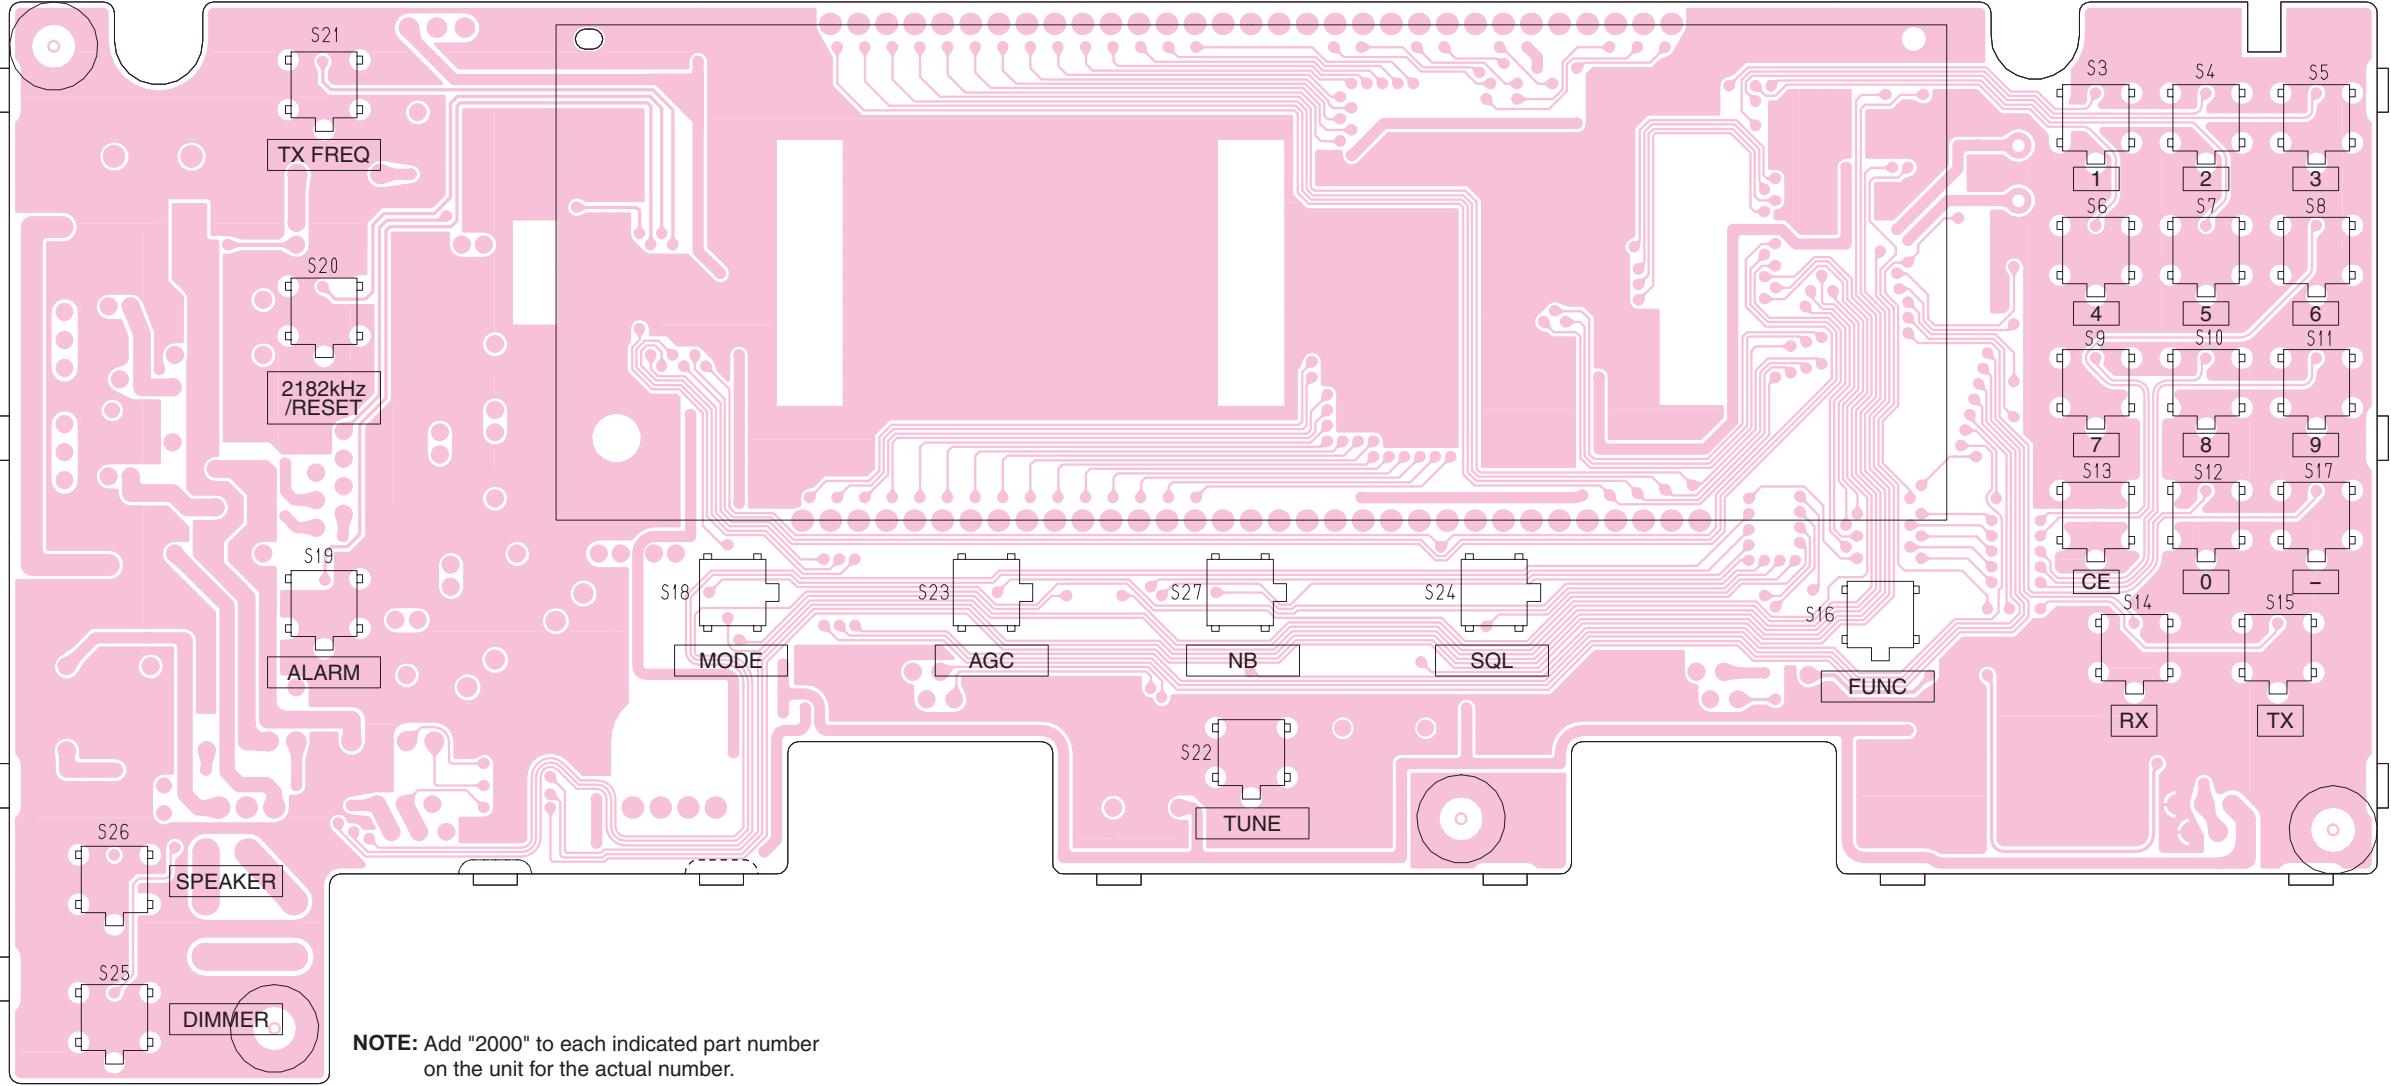 S21
TX FREQ
S20
2182kHz
/RESET
S19
ALARM
S26
SPEAKER
S25
DIMMER
S18
MODE
S23
AGC
S27
NB
S24
SQL
S22
TUNE
S16
FUNC
S3 S4 S5
1 2 3
S6 S7 S8
4 5 6
S9 S10 S11
7 8 9
S13 S12 S17
CE 0 –
S14 S15
RX TX
NOTE: Add "2000" to each indicated part number
on the unit for the actual number.